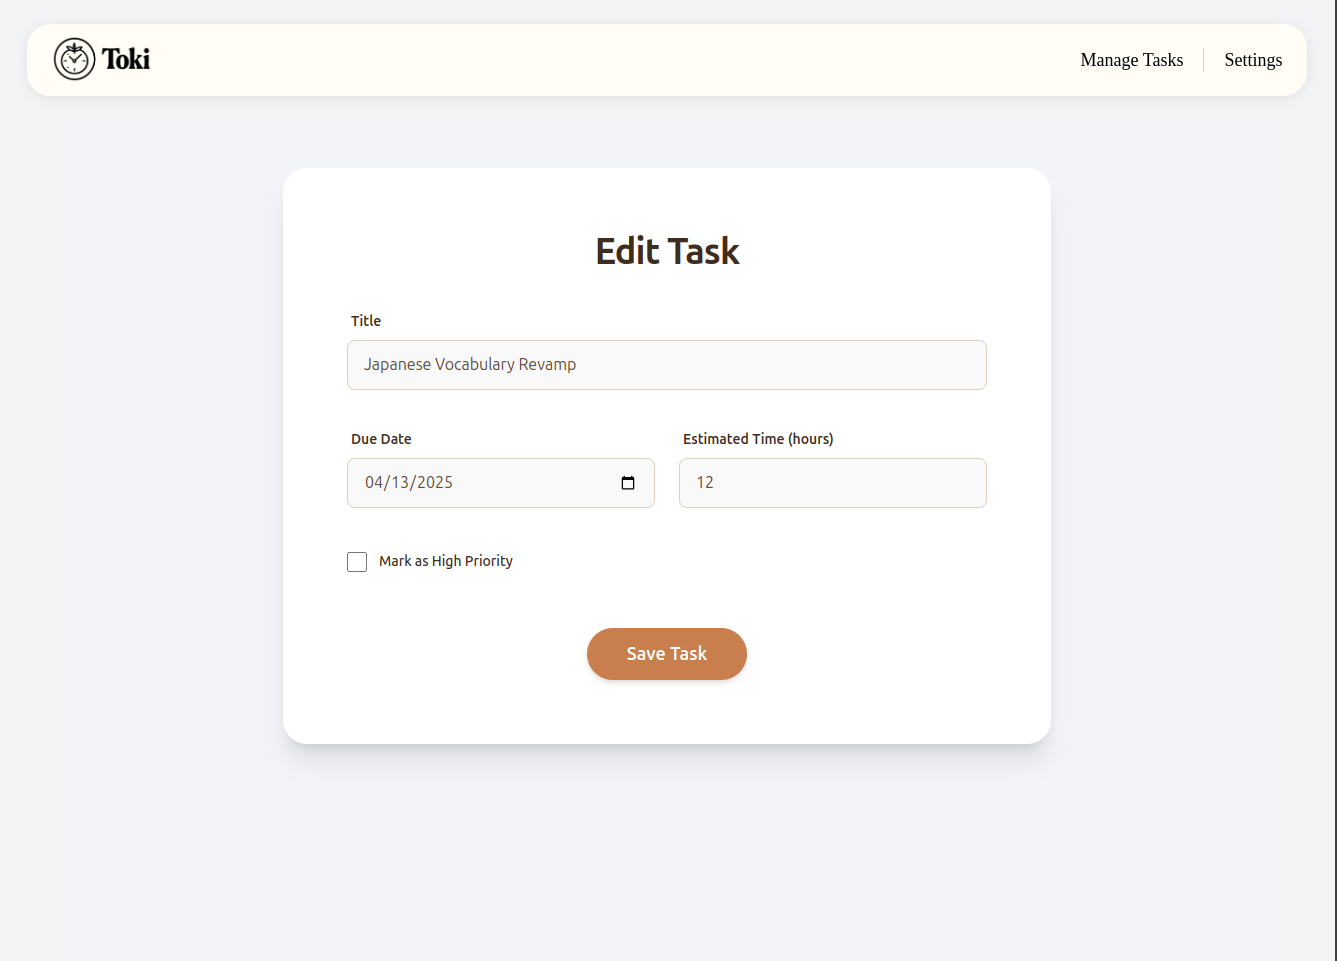 Toki
Manage Tasks
Settings
Edit Task
Title
Japanese Vocabulary Revamp
Due Date
Estimated Time (hours)
04/13/2025
12
Mark as High Priority
Save Task